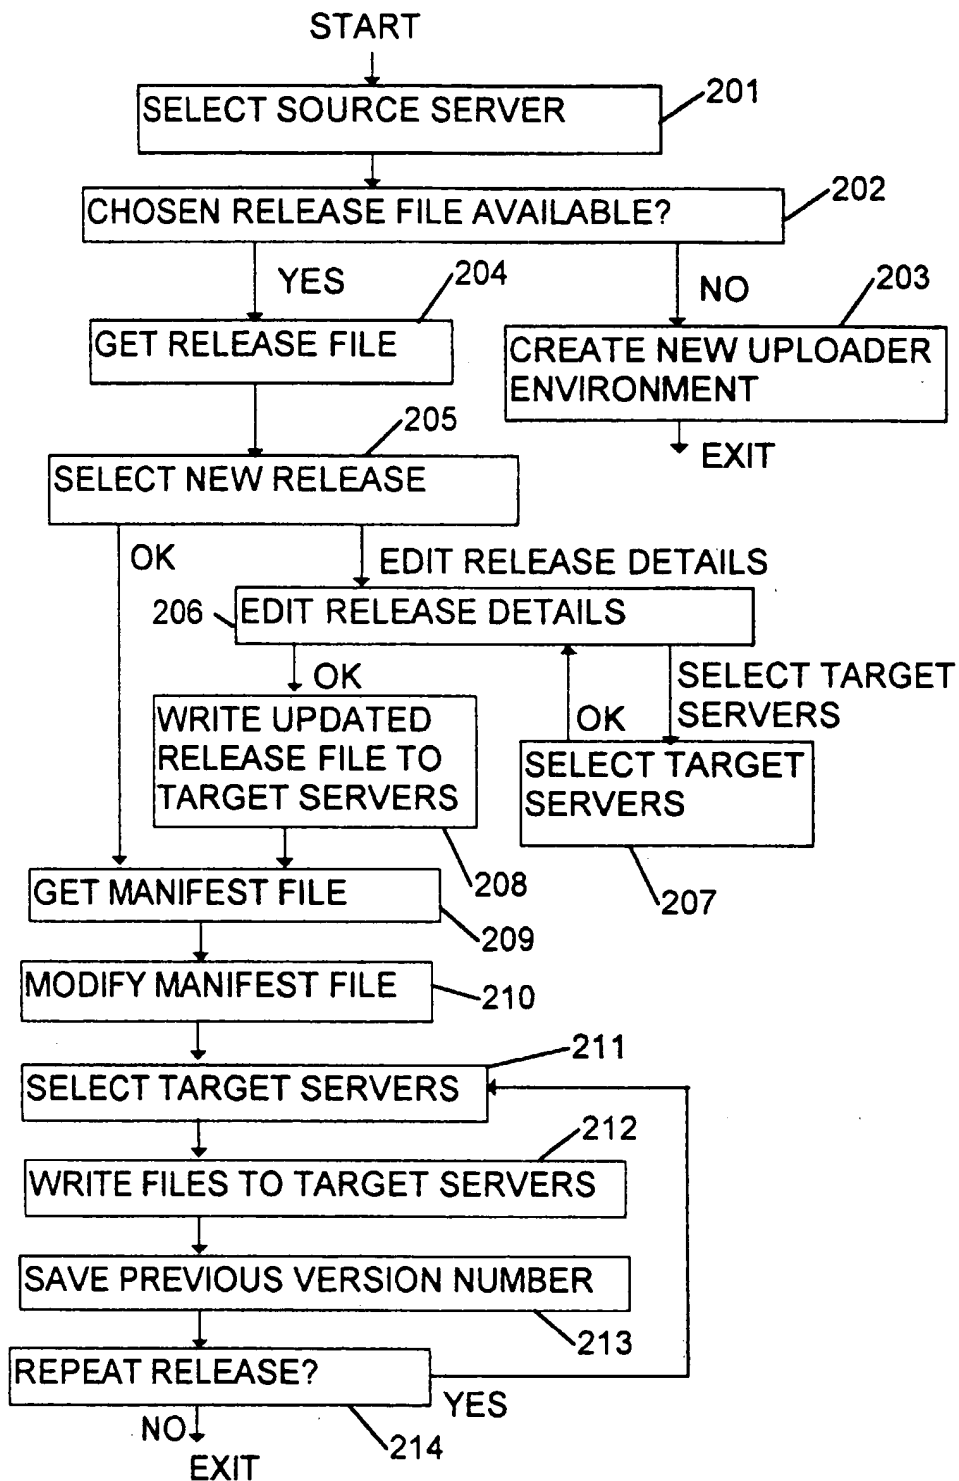 START
SELECT SOURCE SERVER
201
CHOSEN RELEASE FILE AVAILABLE?
202
YES
204
NO
203
GET RELEASE FILE
CREATE NEW UPLOADER
ENVIRONMENT
205
EXIT
SELECT NEW RELEASE
OK
EDIT RELEASE DETAILS
206
EDIT RELEASE DETAILS
OK
OK
SELECT TARGET
SERVERS
WRITE UPDATED
RELEASE FILE TO
TARGET SERVERS
SELECT TARGET
SERVERS
208
207
GET MANIFEST FILE
209
MODIFY MANIFEST FILE
210
211
SELECT TARGET SERVERS
212
WRITE FILES TO TARGET SERVERS
SAVE PREVIOUS VERSION NUMBER
213
REPEAT RELEASE?
YES
NO
214
EXIT